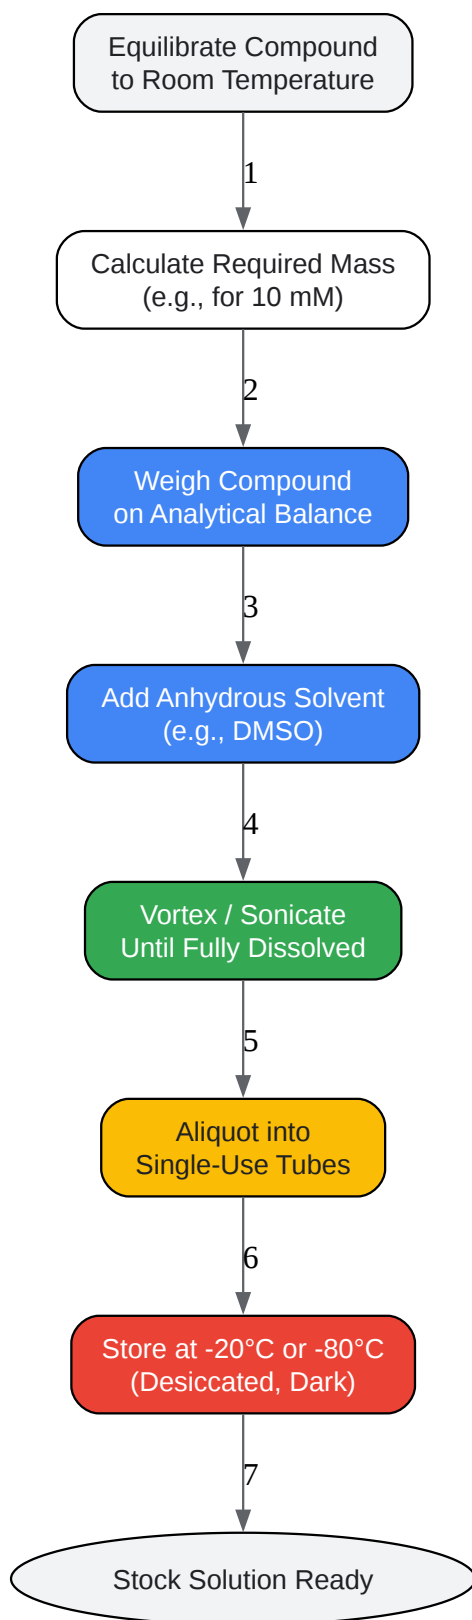 Equilibrate Compound
to Room Temperature
1
Calculate Required Mass
(e.g., for 10 mM)
2
Weigh Compound
on Analytical Balance
3
Add Anhydrous Solvent
(e.g., DMSO)
4
Vortex / Sonicate
Until Fully Dissolved
5
Aliquot into
Single-Use Tubes
6
Store at -20°C or -80°C
(Desiccated, Dark)
7
Stock Solution Ready